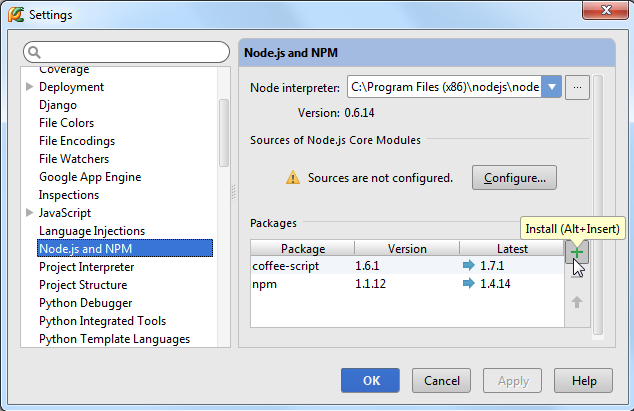 Settings
Coverage
Deployment
Django
File Colors
File Encodings
File Watchers
Google App Engine
Inspections
JavaScript
Language Injections
Node.js and NPM
Project Interpreter
Project Structure
Python Debugger
Python Integrated Tools
Python Template Languages
Node.js and NPM
Node interpreter: C:\Program Files (x86)\nodejs\node ...
Version: 0.6.14
Sources of Node.js Core Modules
Sources are not configured. Configure...
Packages
Install (Alt+Insert)
Package Version Latest
coffee-script 1.6.1 1.7.1
npm 1.1.12 1.4.14
OK Cancel Apply Help